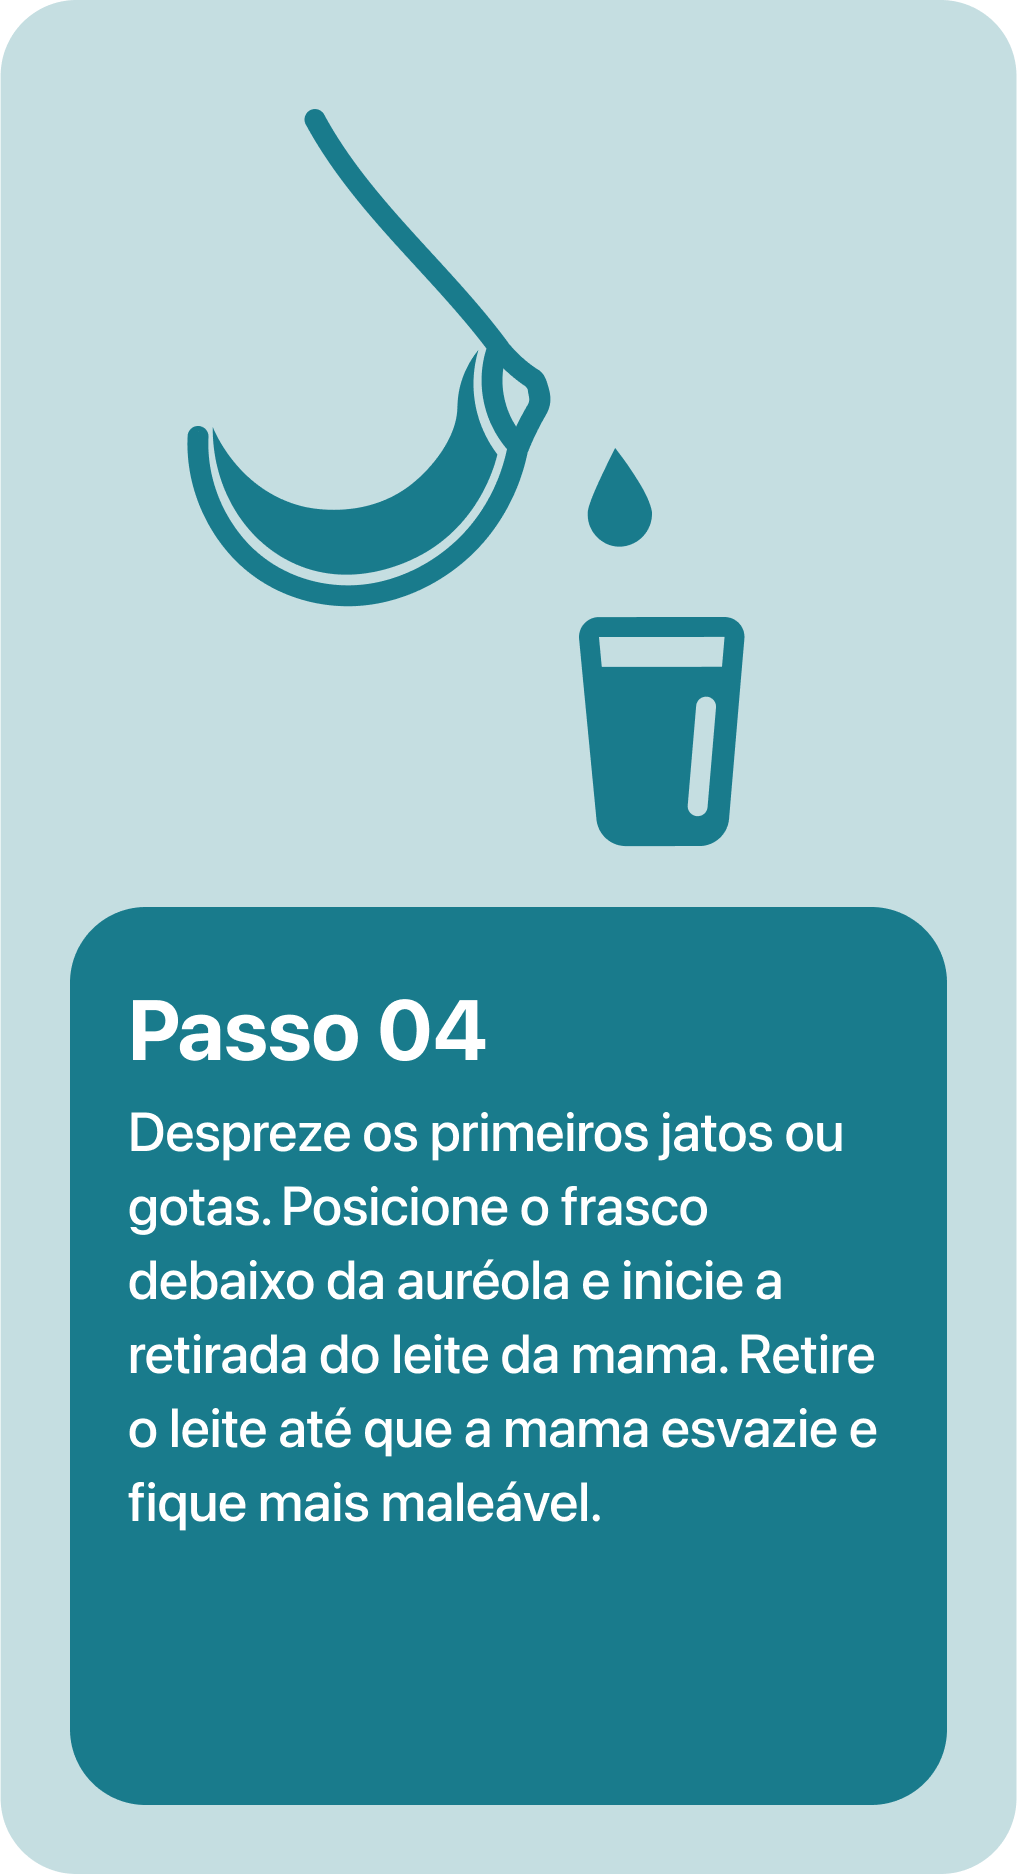 Passo 04
Despreze os primeiros jatos ou
gotas. Posicione o frasco
debaixo da auréola e inicie a
retirada do leite da mama. Retire
o leite até que a mama esvazie e
fique mais maleável.